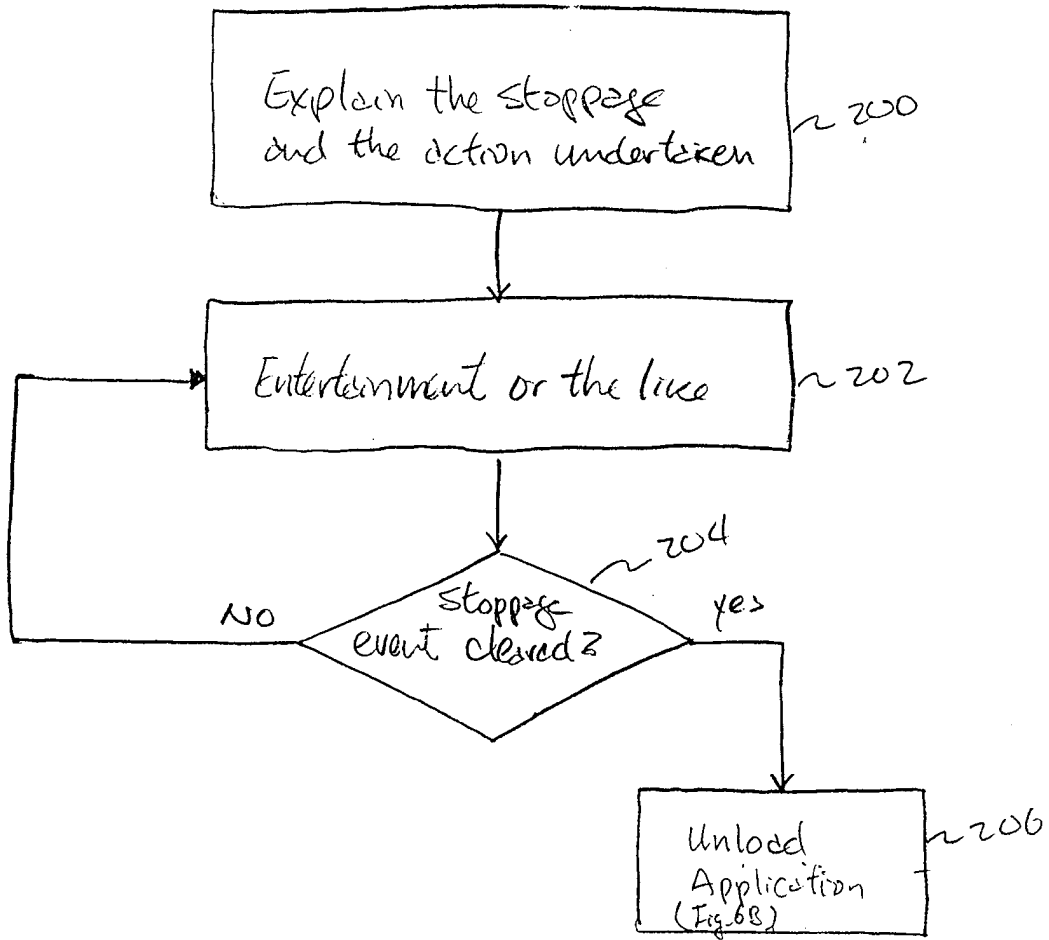 Explain the stoppage
and the action undertaken
200
Entertainment or the like
202
204
stoppage
event cleared?
NO
yes
Unload
Application
(Fig. 6B)
206